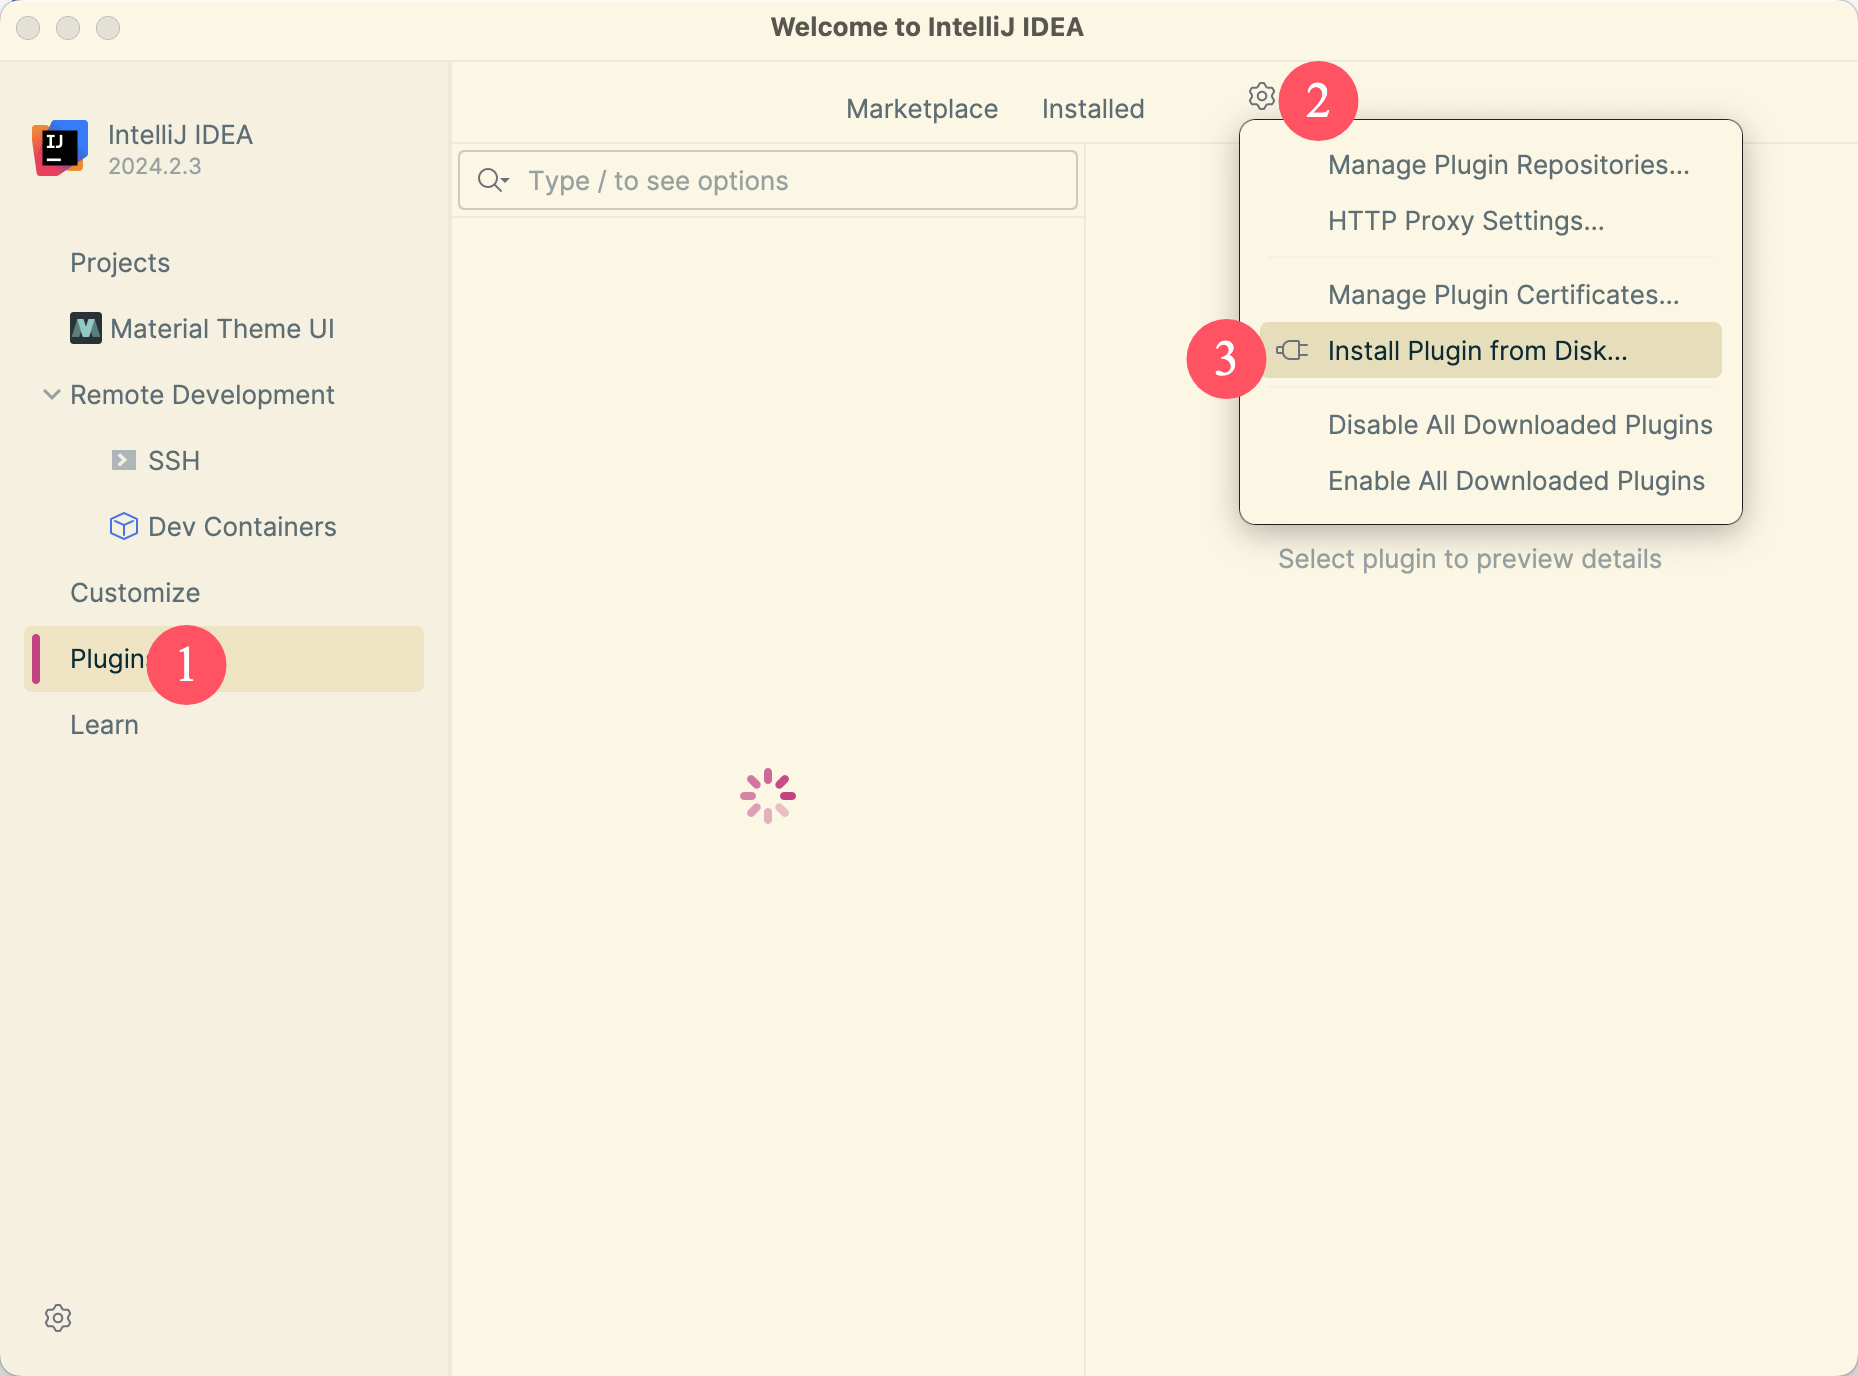 Welcome to IntelliJ IDEA
IJ
IntelliJ IDEA
2024.2.3
Projects
Material Theme UI
Remote Development
SSH
Dev Containers
Customize
Plugins
1
Learn
Marketplace
Installed
2
Type / to see options
Manage Plugin Repositories...
HTTP Proxy Settings...
Manage Plugin Certificates...
3
Install Plugin from Disk...
Disable All Downloaded Plugins
Enable All Downloaded Plugins
Select plugin to preview details